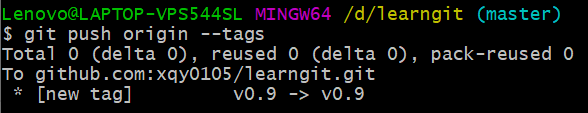 Lenovo@LAPTOP-VPS544SL MINGW64 /d/learngit (master)
$ git push origin --tags
Total 0 (delta 0), reused 0 (delta 0), pack-reused 0
To github.com:xqy0105/learngit.git
 * [new tag]         v0.9 -> v0.9